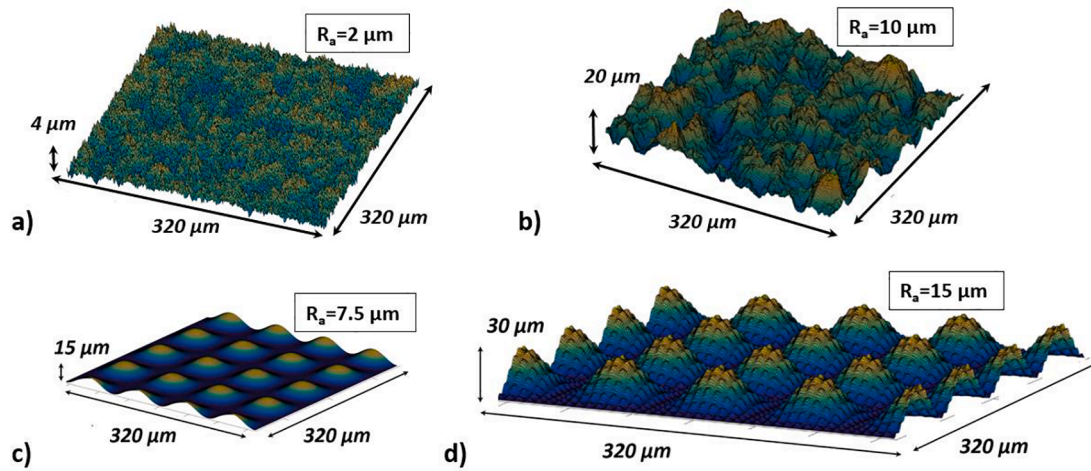 Ra=2 µm
4 µm
320 µm
320 µm
a)
Ra=10 µm
20 µm
320 µm
320 µm
b)
Ra=7.5 µm
15 µm
320 µm
320 µm
c)
Ra=15 µm
30 µm
320 µm
320 µm
d)